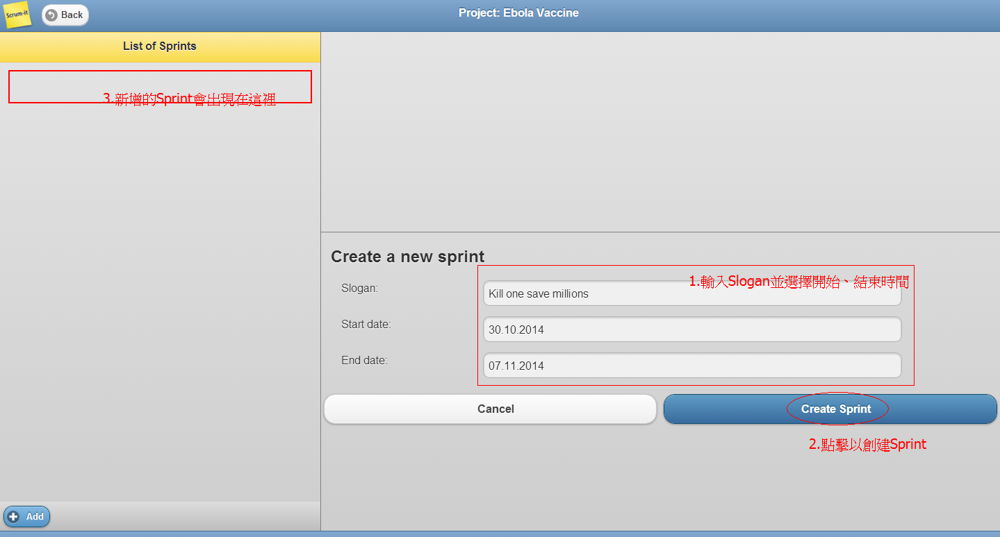 Scrum-it
Back
Project: Ebola Vaccine
List of Sprints
3.新增的Sprint會出現在這裡
Create a new sprint
1.輸入Slogan並選擇開始、結束時間
Slogan:
Kill one save millions
Start date:
30.10.2014
End date:
07.11.2014
Cancel
Create Sprint
2.點擊以創建Sprint
Add